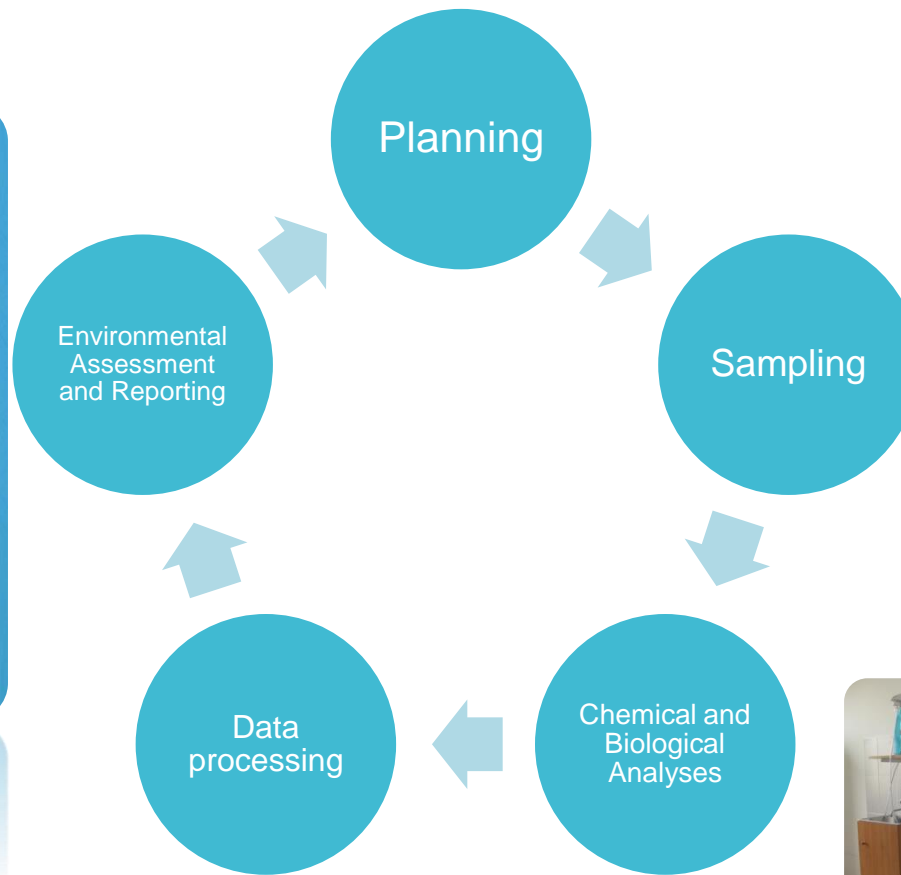 Planning
Sampling
Chemical and
Biological
Analyses
Data
processing
Environmental
Assessment
and Reporting